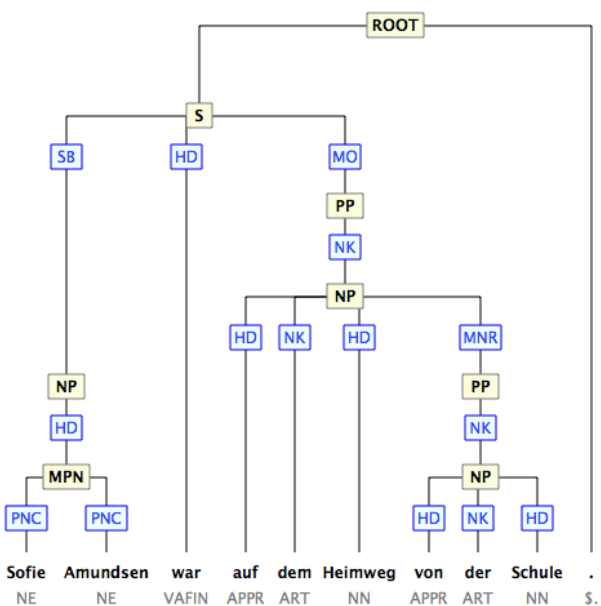 ROOT
S
SB HD MO
PP
NK
NP
HD NK HD MNR
NP PP
HD NK
MPN NP
PNC PNC HD NK HD
Sofie Amundsen war auf dem Heimweg von der Schule .
NE NE VAFIN APPR ART NN APPR ART NN $.